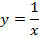 y = 1/x